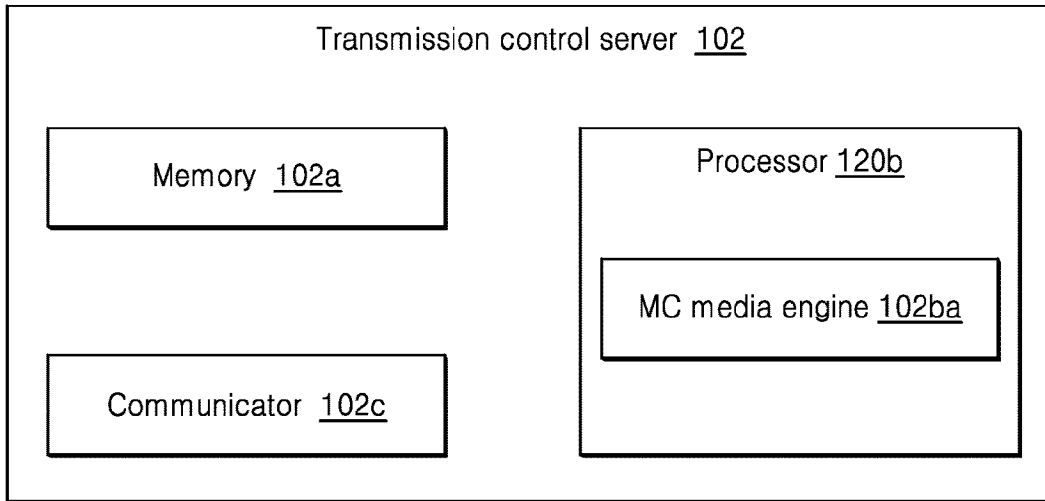 Transmission control server 102
Memory 102a
Processor 120b
MC media engine 102ba
Communicator 102c